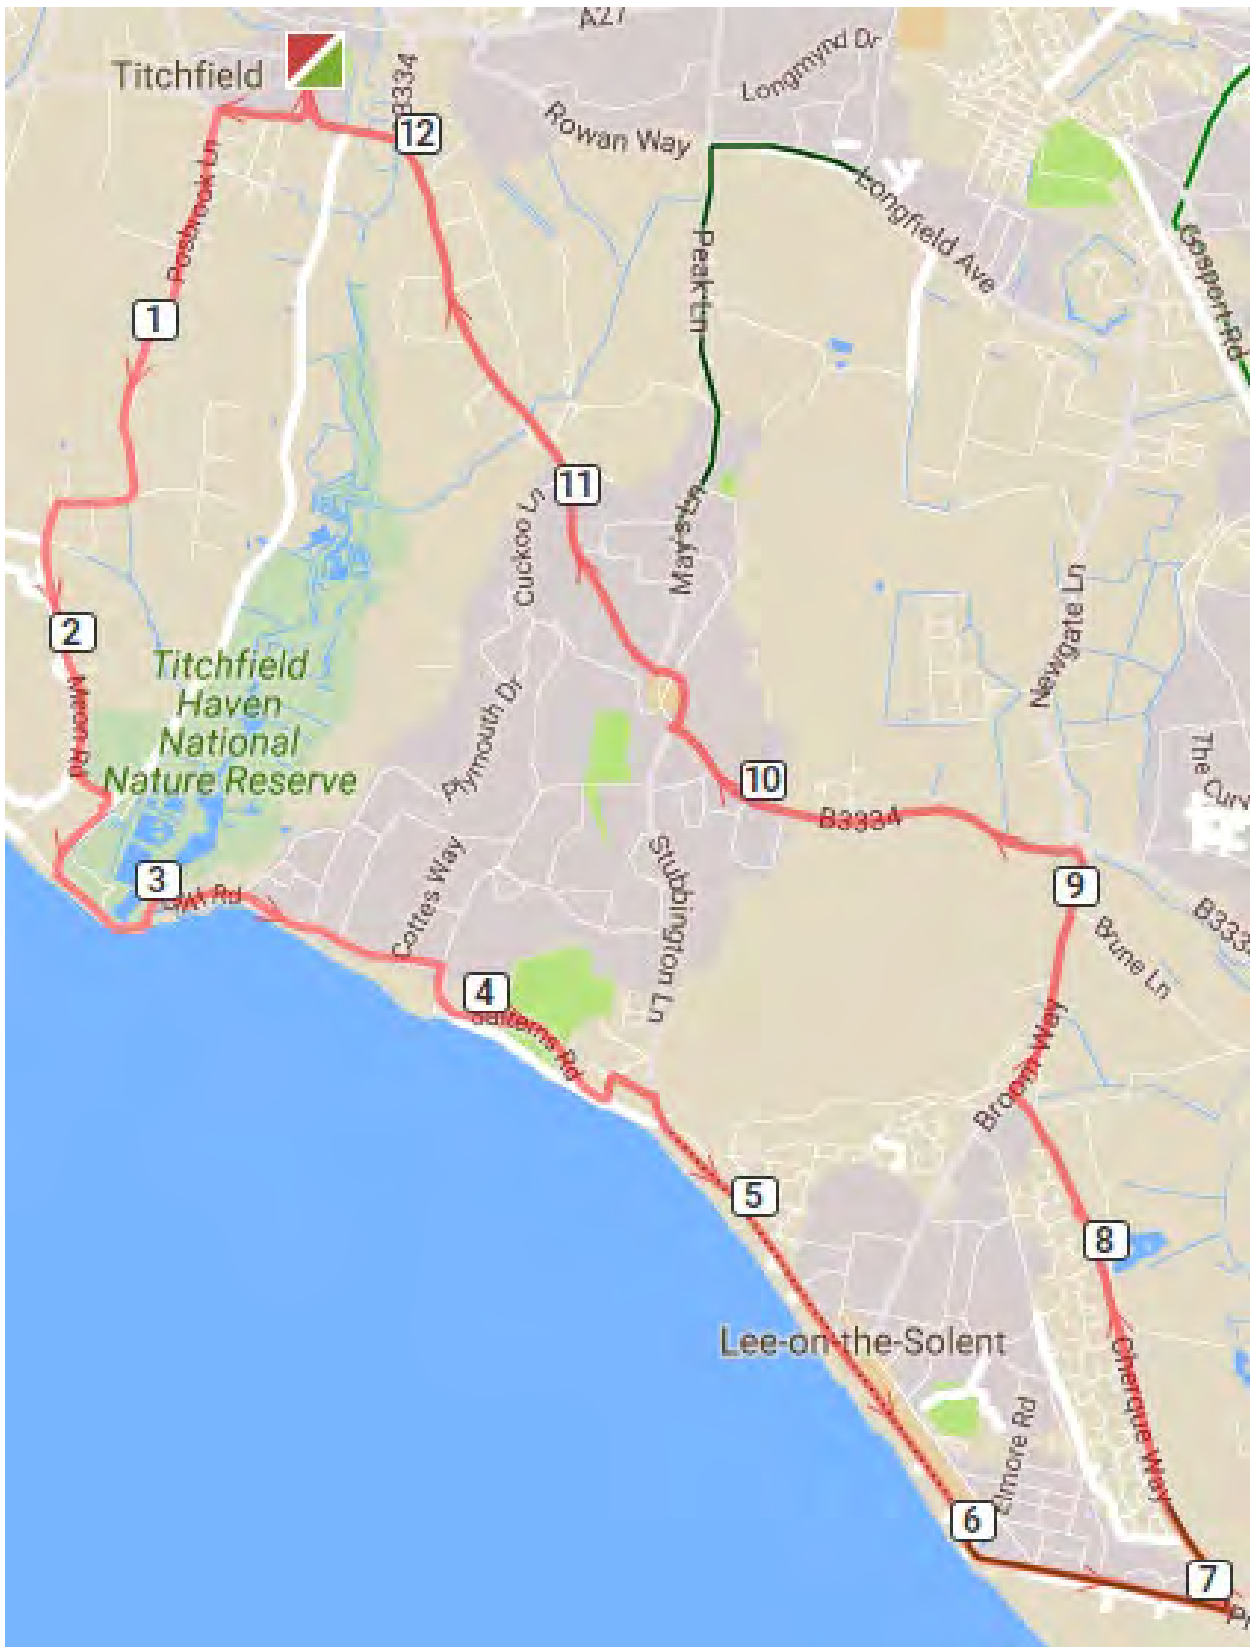 A27
Titchfield
B3334
12
Longmynd Dr
Rowan Way
Longfield Ave
Posbrook Ln
Peak Ln
Gosport Rd
1
11
Cuckoo Ln
May's Ln
2
Titchfield
Haven
National
Nature Reserve
Newgate Ln
Plymouth Dr
The Curv
10
B3334
3
Cottes Way
Stubbington Ln
9
B333
Brune Ln
4
Salterns Rd
Broom Way
5
8
Lee-on-the-Solent
Cherque Way
Elmore Rd
6
7